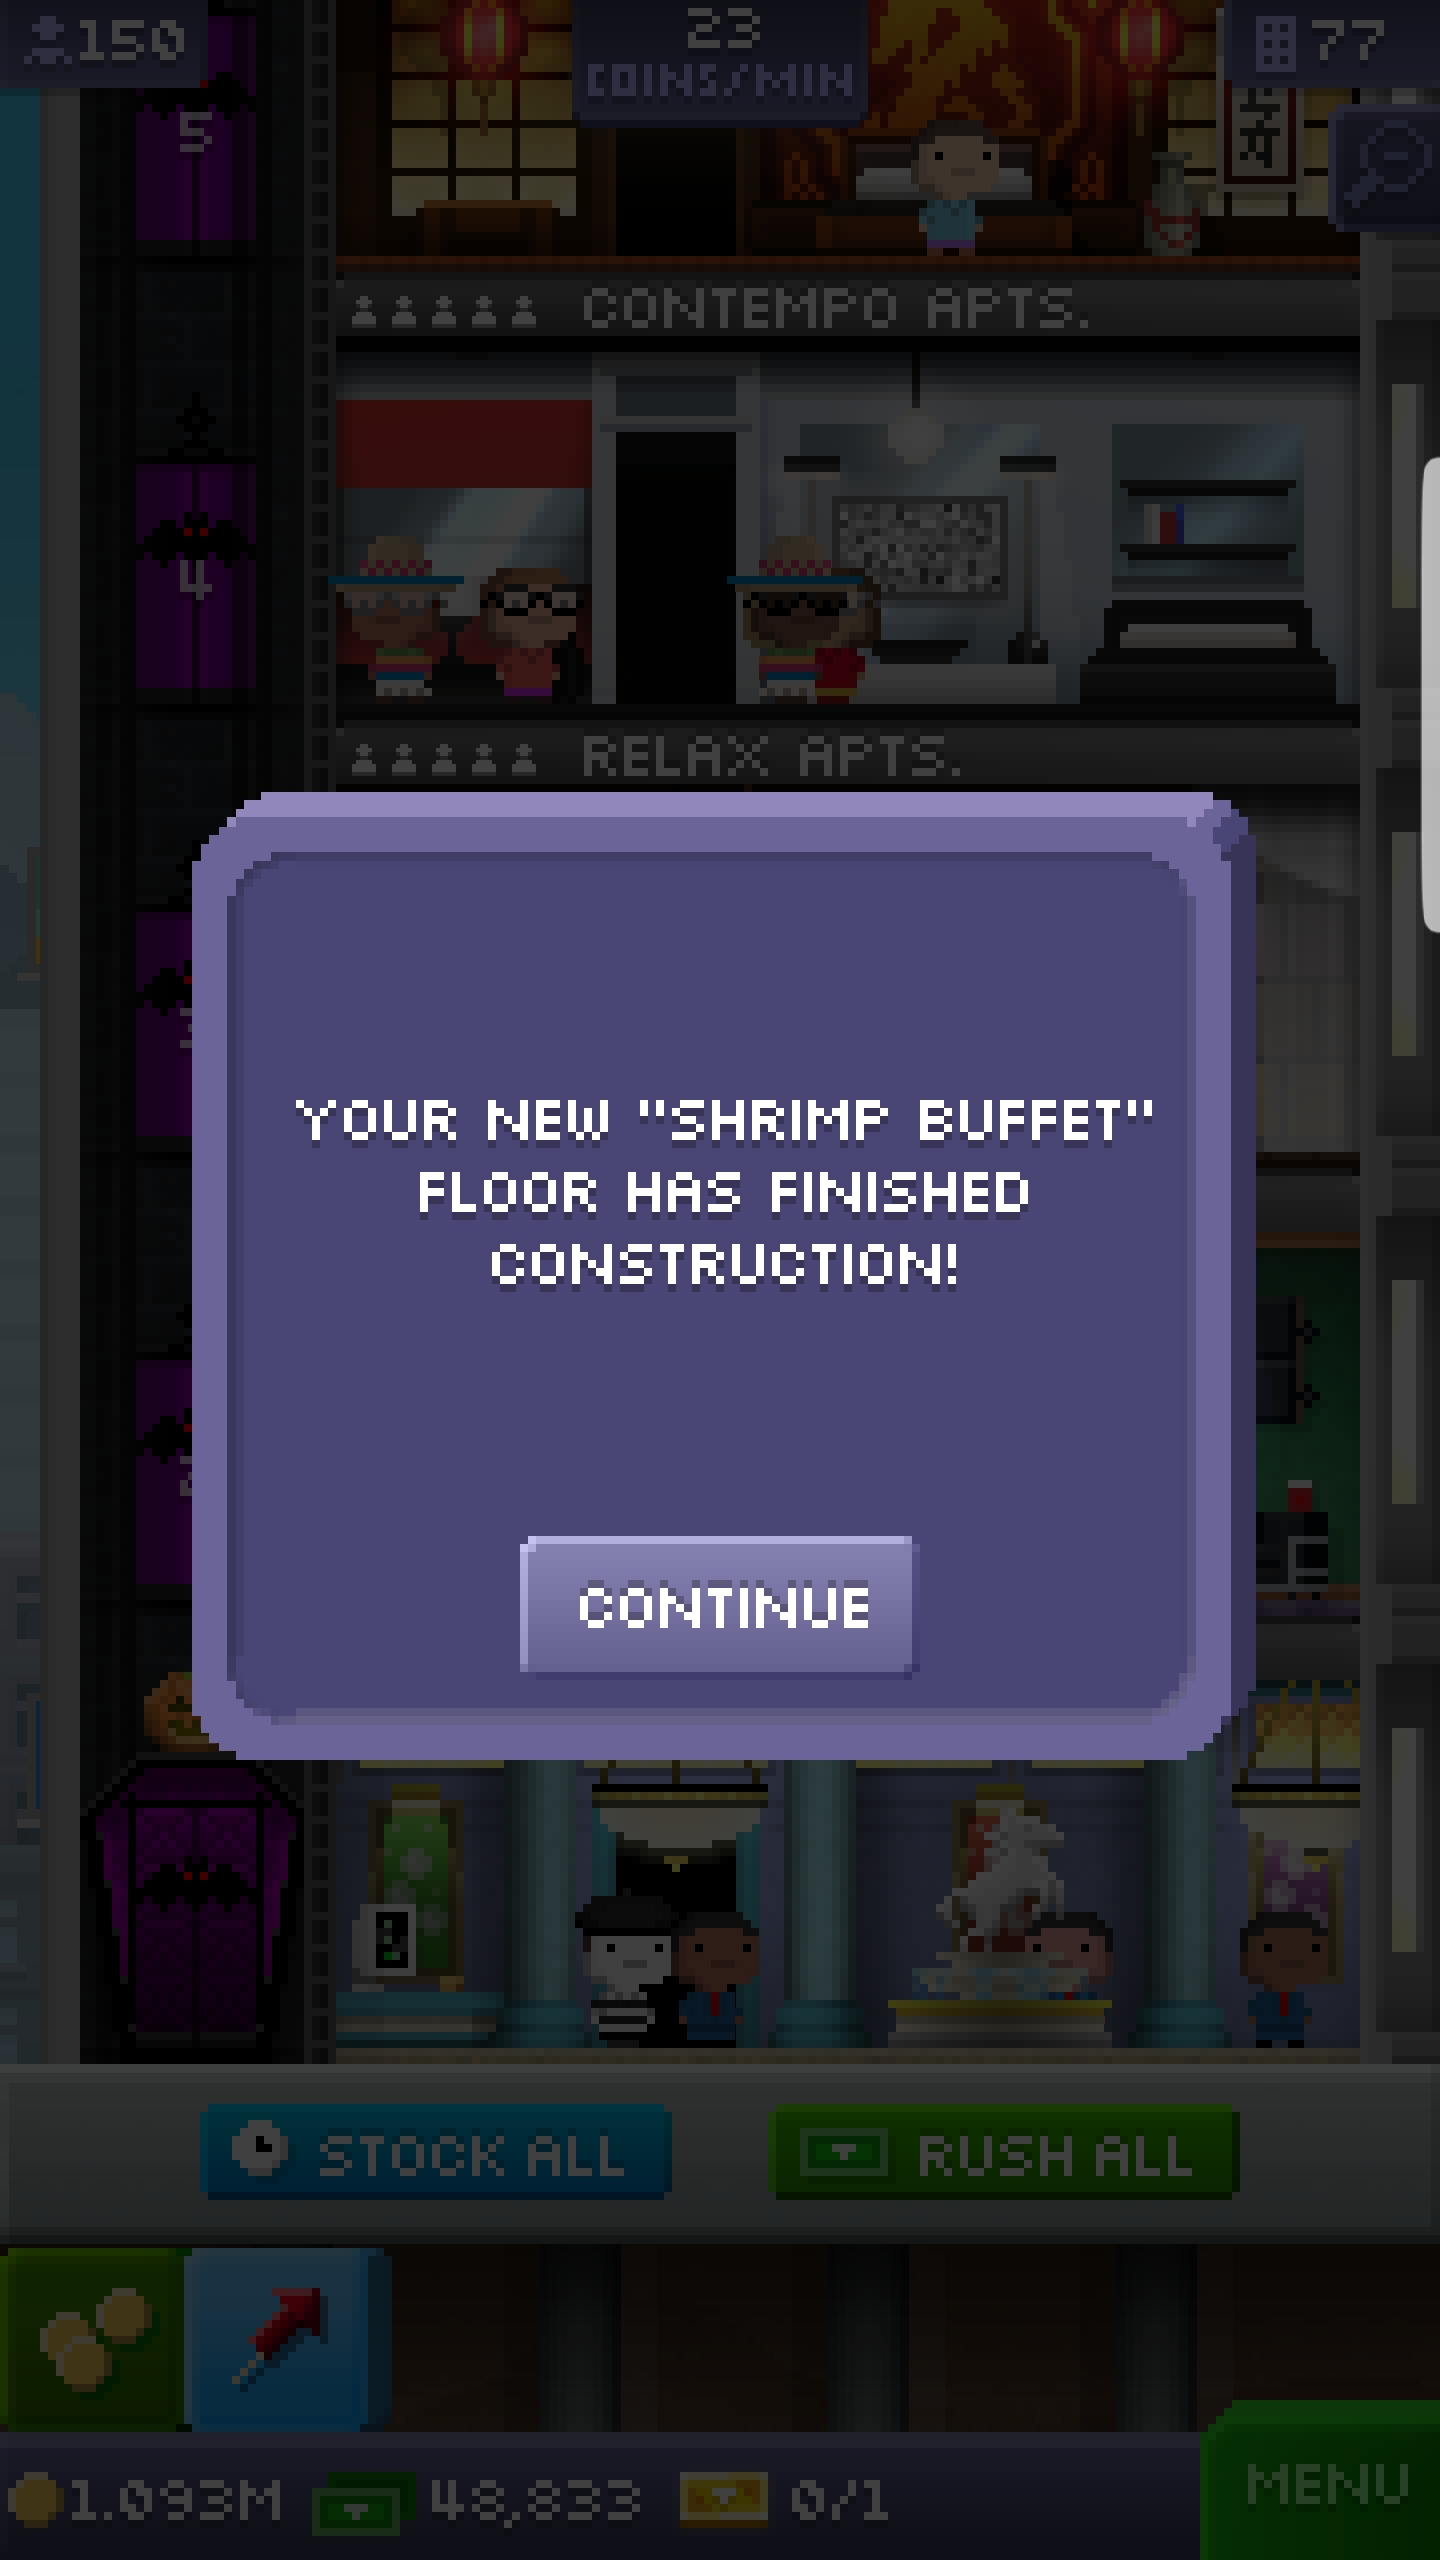 150
23
COINS/MIN
77
5
CONTEMPO APTS.
4
RELAX APTS.
YOUR NEW "SHRIMP BUFFET"
FLOOR HAS FINISHED
CONSTRUCTION!
CONTINUE
STOCK ALL
RUSH ALL
1.093M
48,833
0/1
MENU